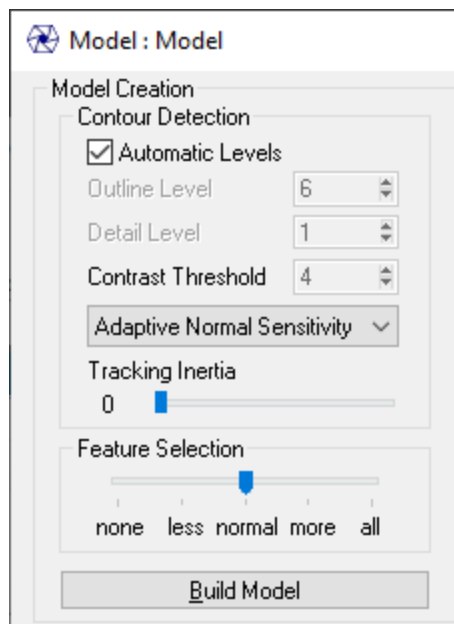 Model : Model
Model Creation
Contour Detection
Automatic Levels
Outline Level 6
Detail Level 1
Contrast Threshold 4
Adaptive Normal Sensitivity
Tracking Inertia
0
Feature Selection
none less normal more all
Build Model